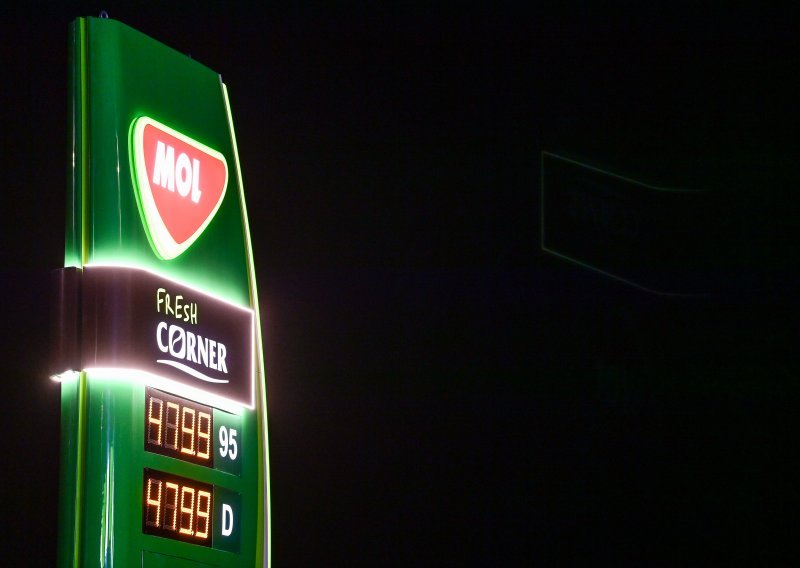 MOL
FRESH
CORNER
479.9 95
479.9 D